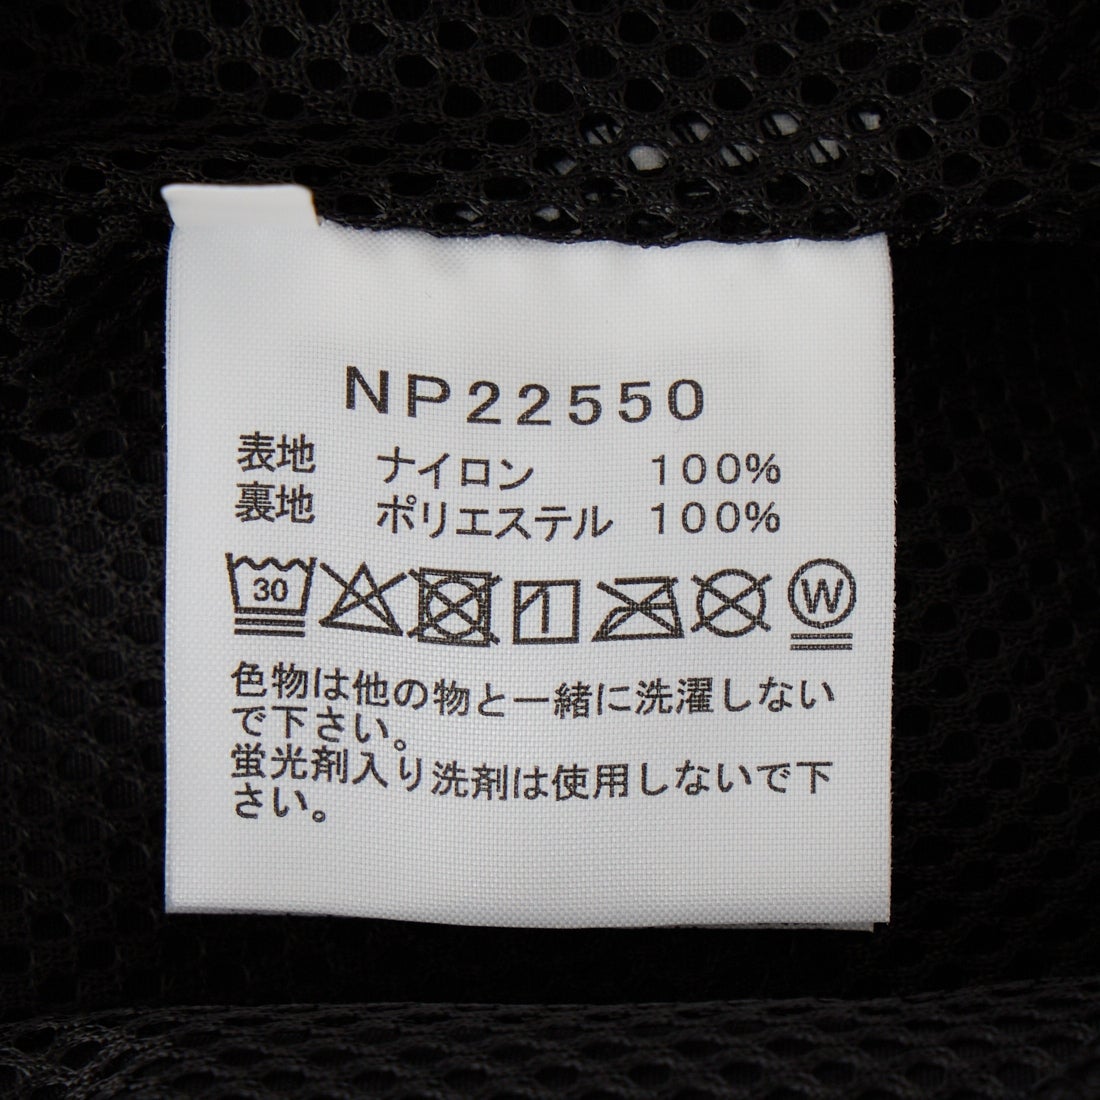 NP22550
表地 ナイロン 100%
裏地 ポリエステル 100%
30 W
色物は他の物と一緒に洗濯しない
で下さい。
蛍光剤入り洗剤は使用しないで下
さい。